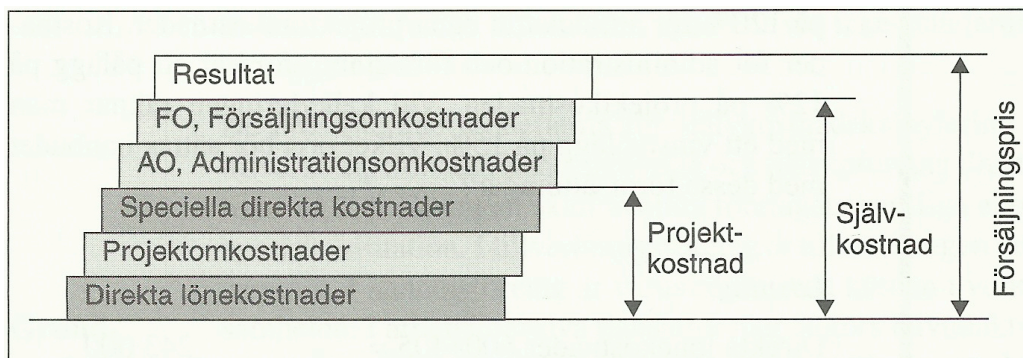 Resultat
FO, Försäljningsomkostnader
AO, Administrationsomkostnader
Speciella direkta kostnader
Projektomkostnader
Direkta lönekostnader
Projekt-
kostnad
Själv-
kostnad
Försäljningspris